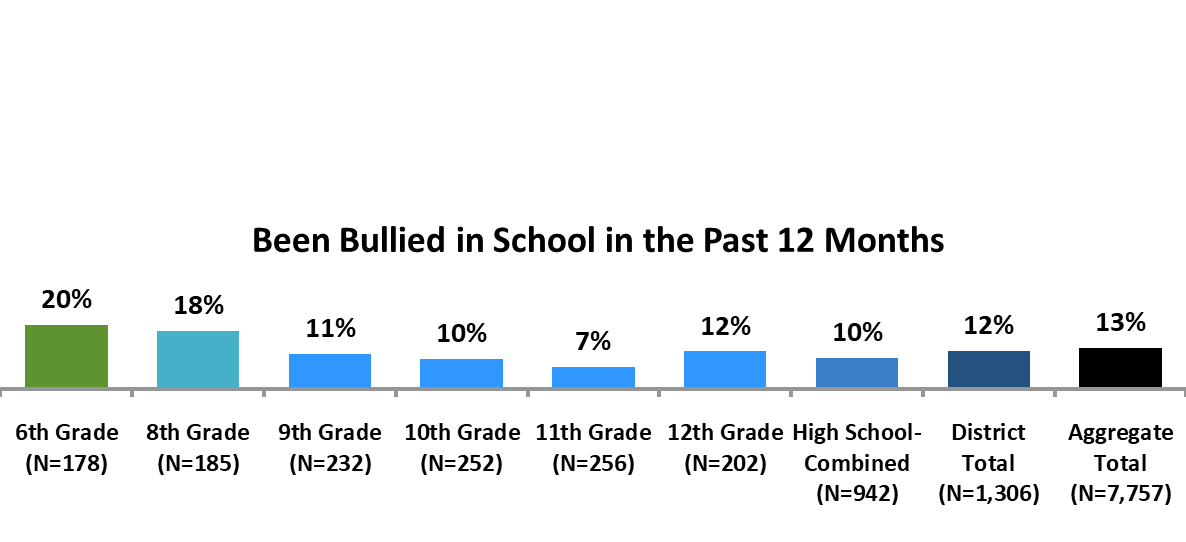 Been Bullied in School in the Past 12 Months
20%
18%
11%
10%
7%
12%
10%
12%
13%
6th Grade
(N=178)
8th Grade
(N=185)
9th Grade
(N=232)
10th Grade
(N=252)
11th Grade
(N=256)
12th Grade
(N=202)
High School-
Combined
(N=942)
District
Total
(N=1,306)
Aggregate
Total
(N=7,757)